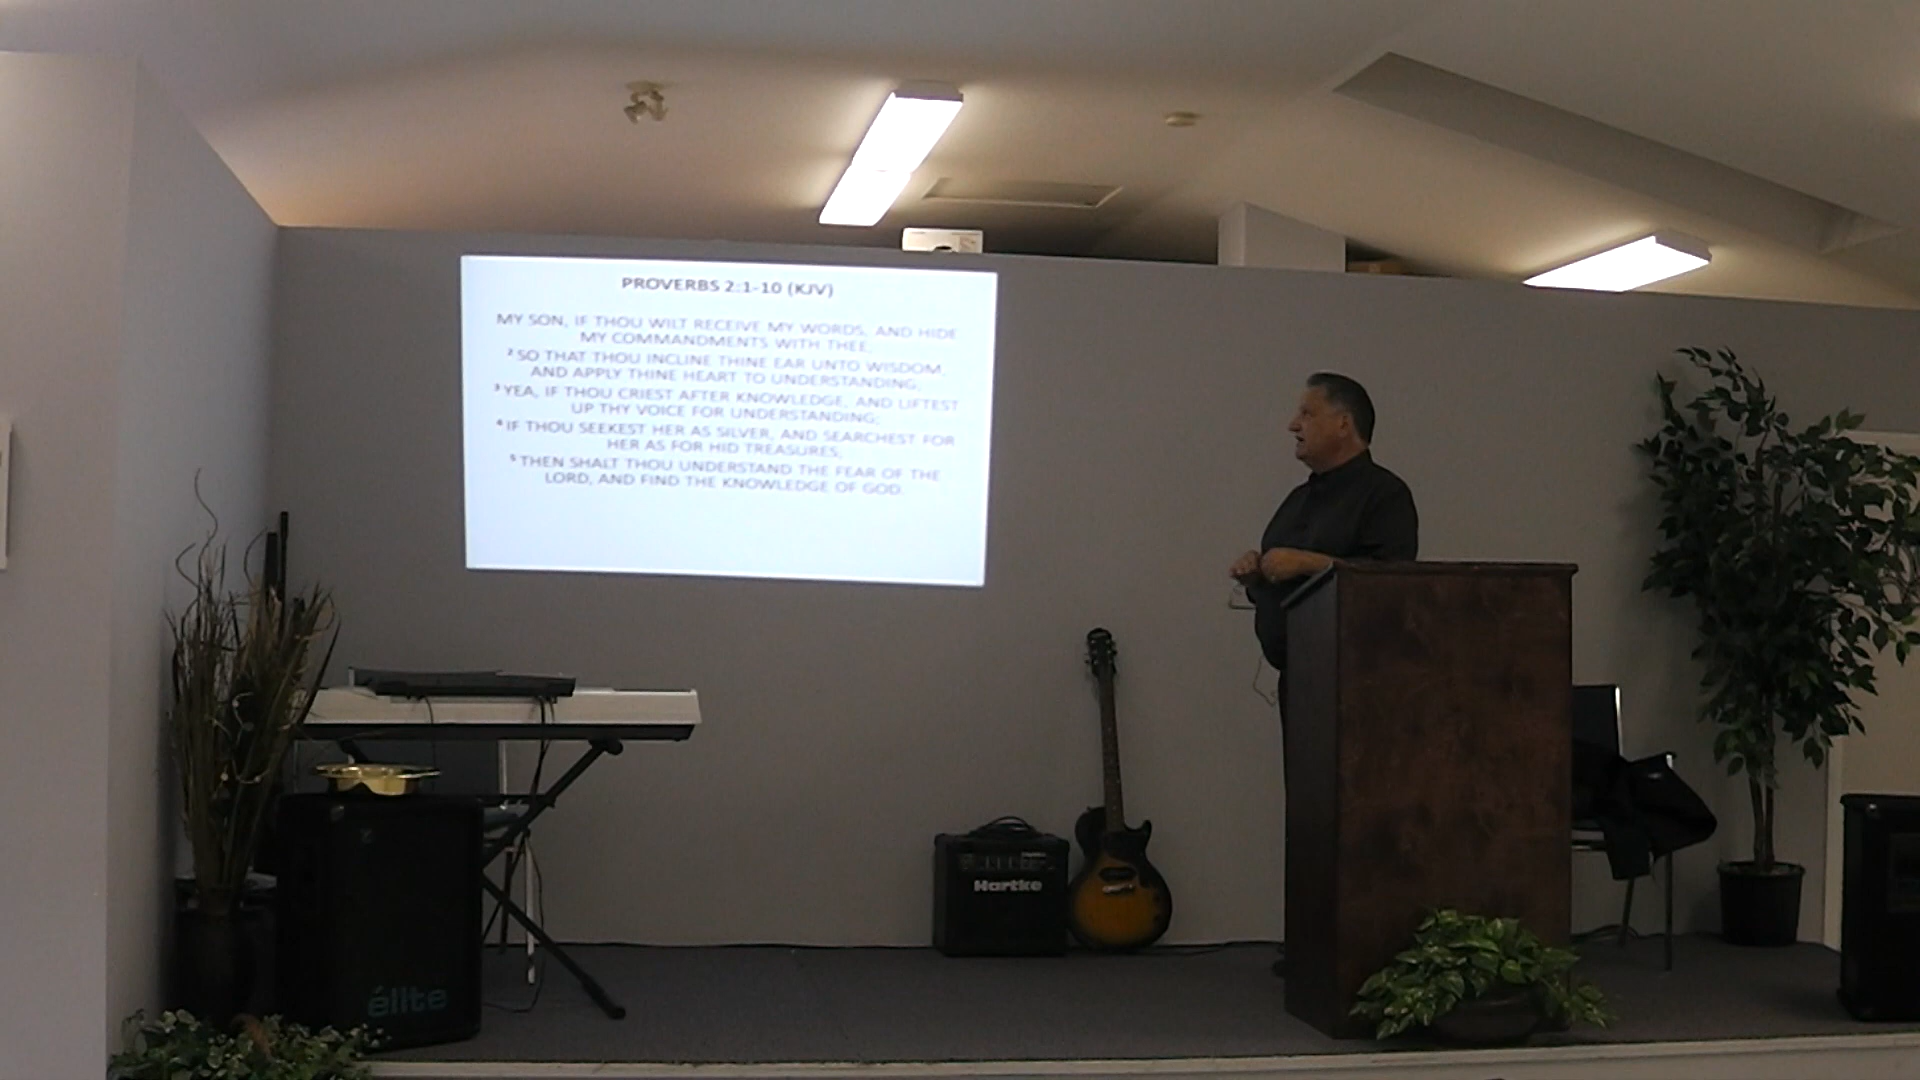 PROVERBS 2:1-10 (KJV)
MY SON, IF THOU WILT RECEIVE MY WORDS, AND HIDE
MY COMMANDMENTS WITH THEE;
2 SO THAT THOU INCLINE THINE EAR UNTO WISDOM,
AND APPLY THINE HEART TO UNDERSTANDING;
3 YEA, IF THOU CRIEST AFTER KNOWLEDGE, AND LIFTEST
UP THY VOICE FOR UNDERSTANDING;
4 IF THOU SEEKEST HER AS SILVER, AND SEARCHEST FOR
HER AS FOR HID TREASURES;
5 THEN SHALT THOU UNDERSTAND THE FEAR OF THE
LORD, AND FIND THE KNOWLEDGE OF GOD.
Hartke
élite